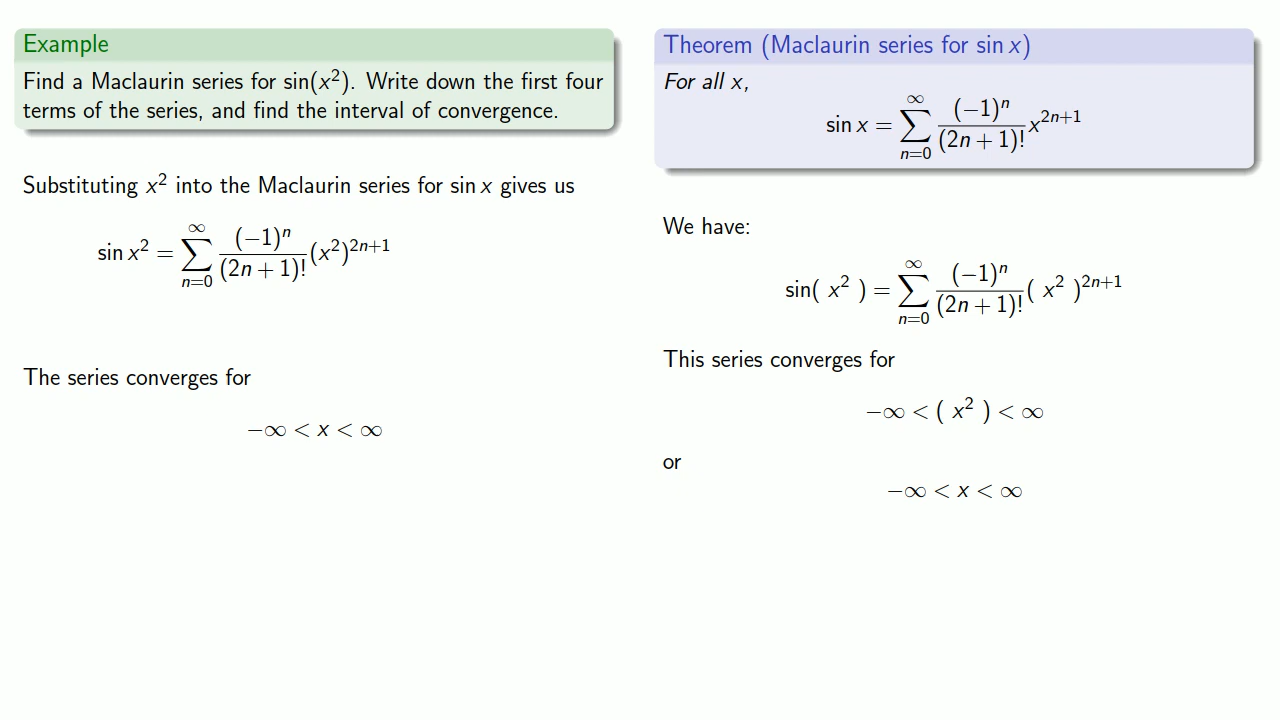 Example
Find a Maclaurin series for sin(x²). Write down the first four
terms of the series, and find the interval of convergence.
Substituting x² into the Maclaurin series for sin x gives us
sin x² = ∑_{n=0}^{∞} (−1)ⁿ/(2n + 1)! (x²)²ⁿ⁺¹
The series converges for
−∞ < x < ∞
Theorem (Maclaurin series for sin x)
For all x,
sin x = ∑_{n=0}^{∞} (−1)ⁿ/(2n + 1)! x²ⁿ⁺¹
We have:
sin( x² ) = ∑_{n=0}^{∞} (−1)ⁿ/(2n + 1)! ( x² )²ⁿ⁺¹
This series converges for
−∞ < ( x² ) < ∞
or
−∞ < x < ∞